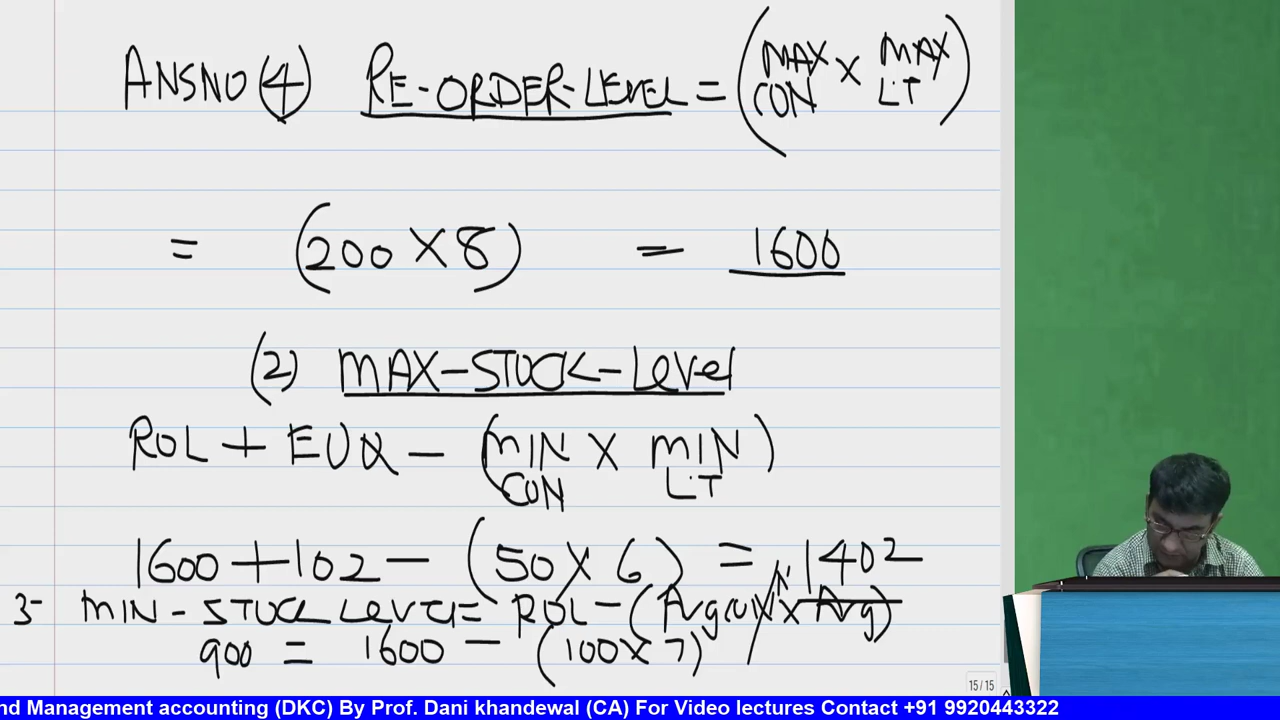 ANSNO (4) RE-ORDER-LEVEL = (MAX CON X MAX LT)
= (200 X 8) = 1600
(2) MAX-STOCK-Level
ROL + EOQ - (MIN CON X MIN L.T)
1600 + 102 - (50 X 6) = 1402
3- MIN-STOCK LEVEL = ROL - (Avg con X Avg)
900 = 1600 - (100 X 7)
15/15
nd Management accounting (DKC) By Prof. Dani khandewal (CA) For Video lectures Contact +91 9920443322